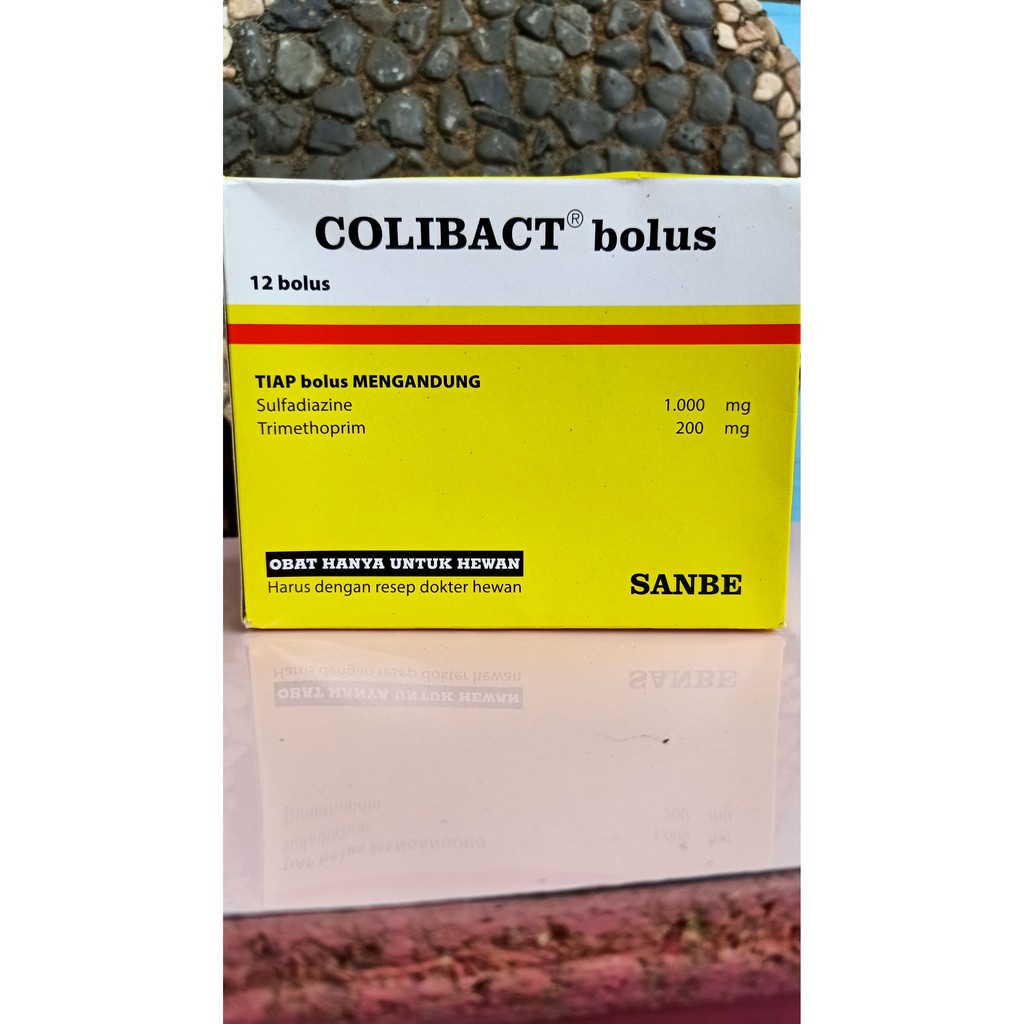 COLIBACT® bolus
12 bolus
TIAP bolus MENGANDUNG
Sulfadiazine 1.000 mg
Trimethoprim 200 mg
OBAT HANYA UNTUK HEWAN
Harus dengan resep dokter hewan
SANBE